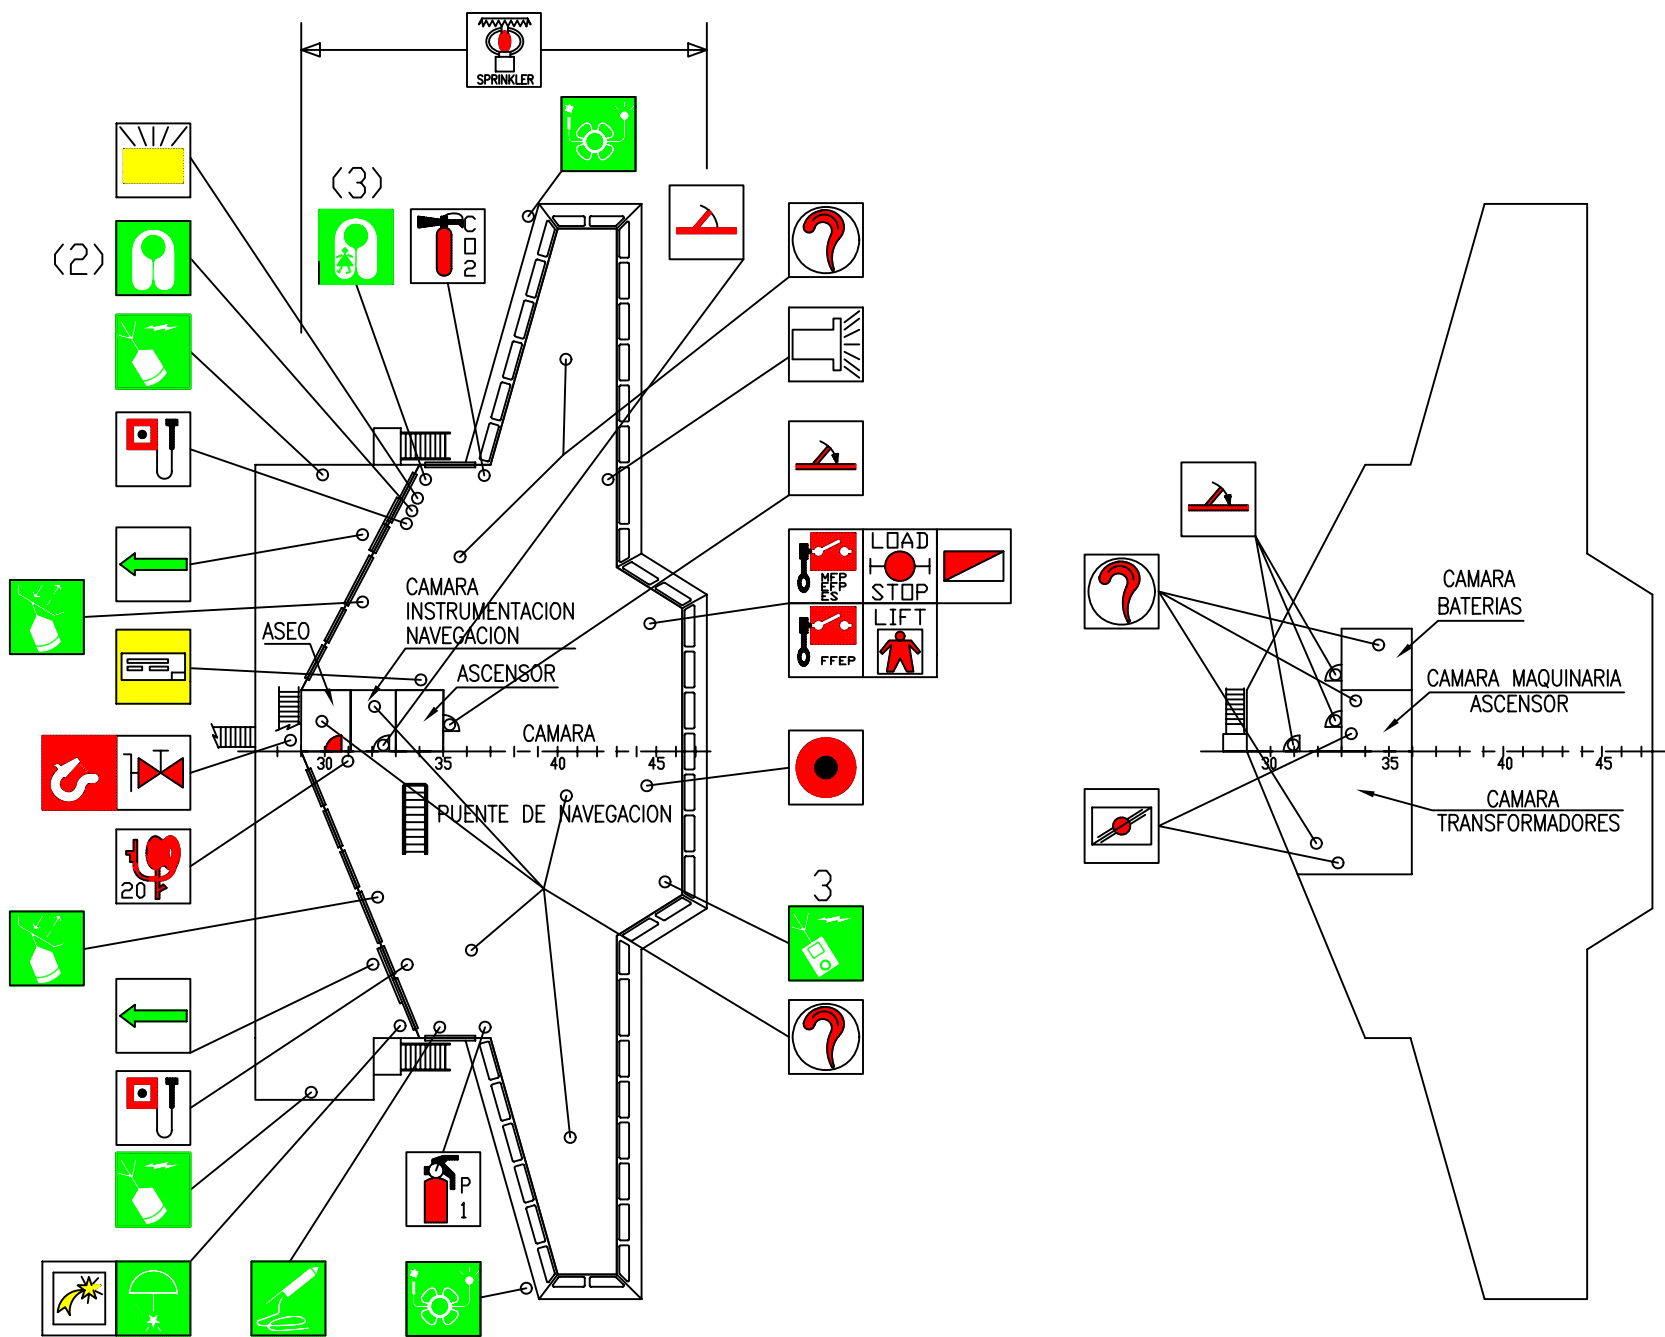 SPRINKLER
(3)
(2)
C
O
2
MFP
EFP
ES
LOAD
STOP
FFEP
LIFT
CAMARA
INSTRUMENTACION
NAVEGACION
ASEO
ASCENSOR
CAMARA
30
35
40
45
PUENTE DE NAVEGACION
20
3
P
1
CAMARA
BATERIAS
CAMARA MAQUINARIA
ASCENSOR
30
35
40
45
CAMARA
TRANSFORMADORES